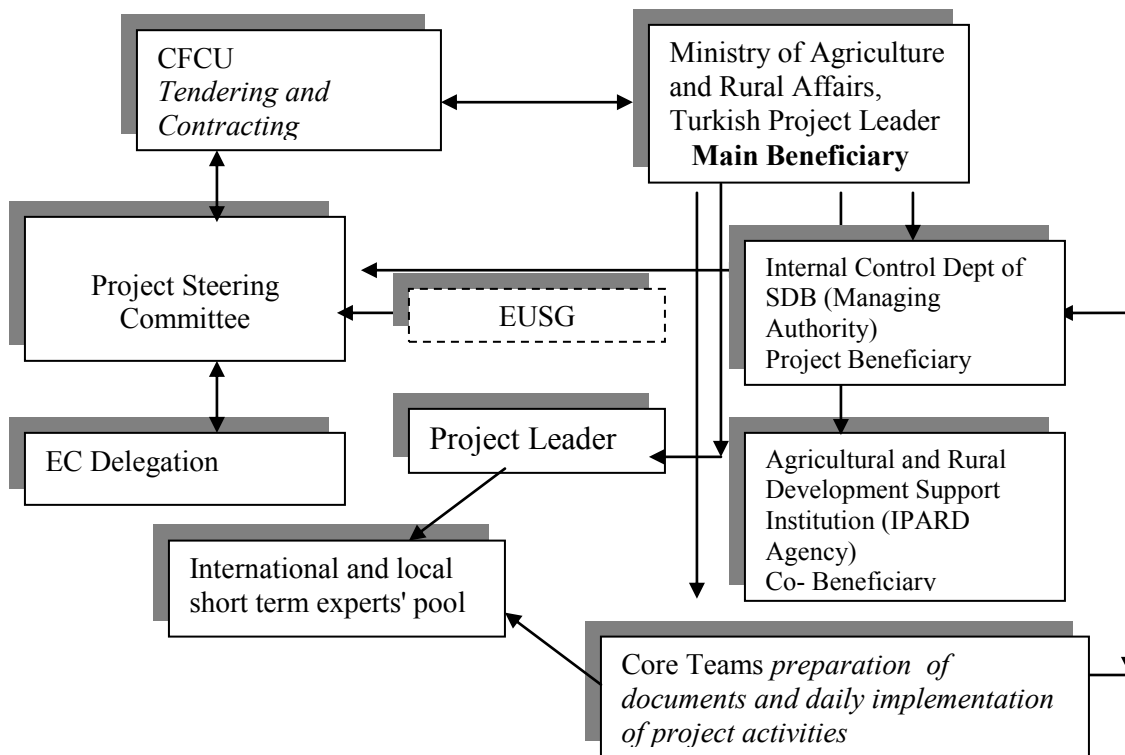 CFCU
Tendering and
Contracting
Ministry of Agriculture
and Rural Affairs,
Turkish Project Leader
Main Beneficiary
Project Steering
Committee
EUSG
Internal Control Dept of
SDB (Managing
Authority)
Project Beneficiary
EC Delegation
Project Leader
Agricultural and Rural
Development Support
Institution (IPARD
Agency)
Co- Beneficiary
International and local
short term experts' pool
Core Teams preparation of
documents and daily implementation
of project activities